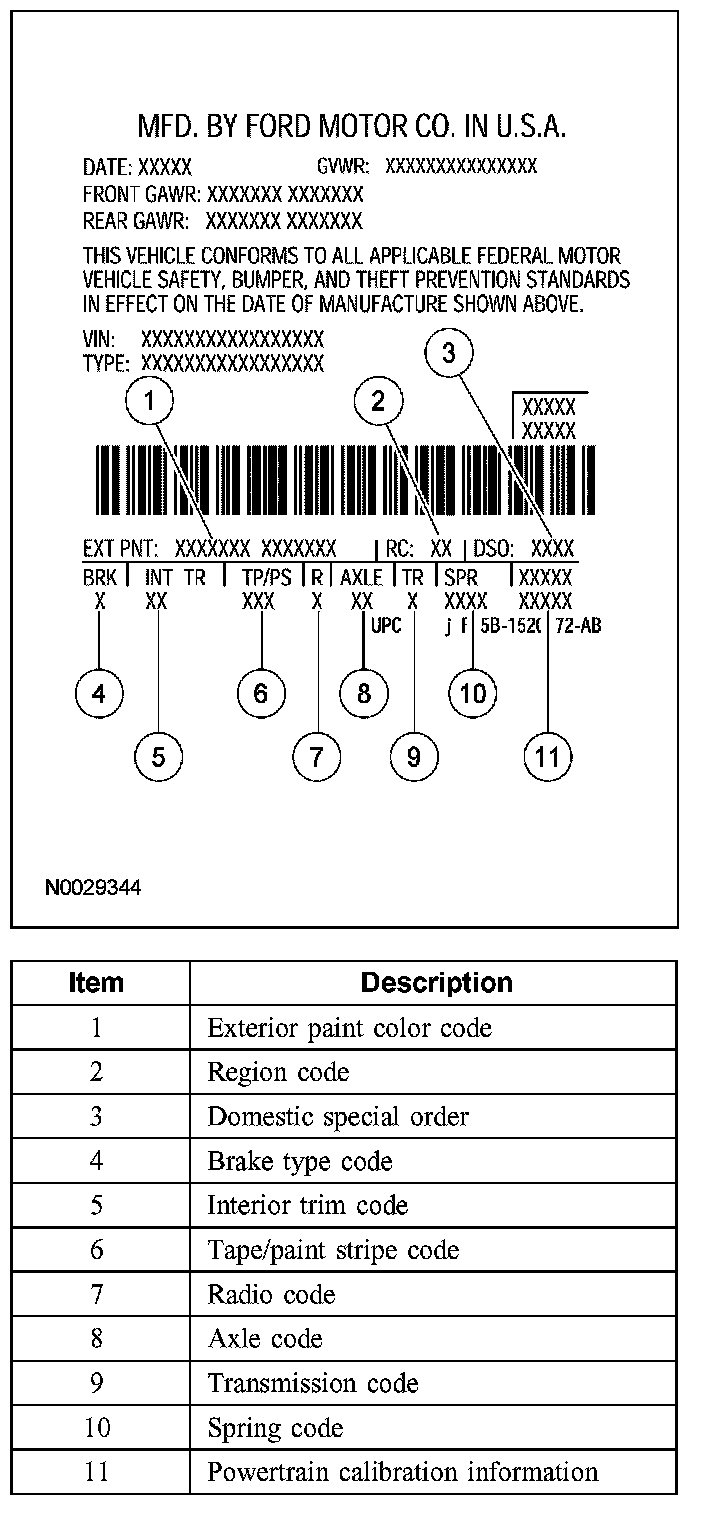 MFD. BY FORD MOTOR CO. IN U.S.A.
DATE: XXXXX GVWR: XXXXXXXXXXXXXXX
FRONT GAWR: XXXXXXX XXXXXXX
REAR GAWR: XXXXXXX XXXXXXX
THIS VEHICLE CONFORMS TO ALL APPLICABLE FEDERAL MOTOR
VEHICLE SAFETY, BUMPER, AND THEFT PREVENTION STANDARDS
IN EFFECT ON THE DATE OF MANUFACTURE SHOWN ABOVE.
VIN: XXXXXXXXXXXXXXXXX
TYPE: XXXXXXXXXXXXXXXXX
3
1 2
XXXXX
XXXXX
EXT PNT: XXXXXXX XXXXXXX RC: XX DSO: XXXX
BRK INT TR TP/PS R AXLE TR SPR XXXXX
X XX XXX X XX X XXXX XXXXX
UPC 5B-152 72-AB
4 6 8 10
5 7 9 11
N0029344
Item Description
1 Exterior paint color code
2 Region code
3 Domestic special order
4 Brake type code
5 Interior trim code
6 Tape/paint stripe code
7 Radio code
8 Axle code
9 Transmission code
10 Spring code
11 Powertrain calibration information